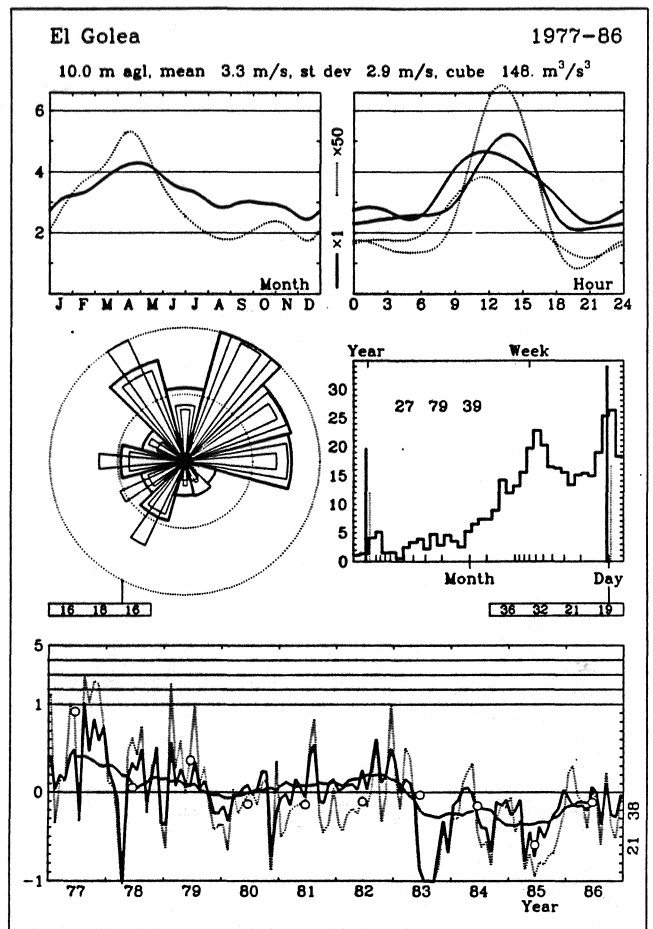 El Golea 1977-86
10.0 m agl, mean 3.3 m/s, st dev 2.9 m/s, cube 148. m³/s³
6
4
2
Month
J F M A M J J A S O N D
×1 ×50
Hour
0 3 6 9 12 15 18 21 24
Year Week
30
25
20
15
10
5
0
27 79 39
Month Day
16 18 16
36 32 21 19
5
1
0
-1
21 38
77 78 79 80 81 82 83 84 85 86
Year